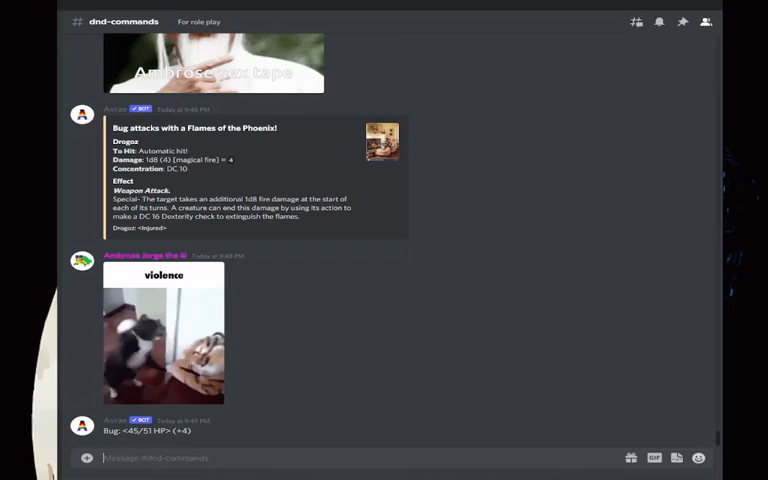 dnd-commands For role play
Ambrose sex tape
Avrae BOT Today at 9:48 PM
Bug attacks with a Flames of the Phoenix!
Drogoz
To Hit: Automatic hit!
Damage: 1d8 (4) [magical fire] = 4
Concentration: DC 10
Effect
Weapon Attack.
Special- The target takes an additional 1d8 fire damage at the start of
each of its turns. A creature can end this damage by using its action to
make a DC 16 Dexterity check to extinguish the flames.
Drogoz: <Injured>
Ambrose Jorge the III Today at 9:48 PM
violence
Avrae BOT Today at 9:49 PM
Bug: <45/51 HP> (+4)
Message #dnd-commands
GIF